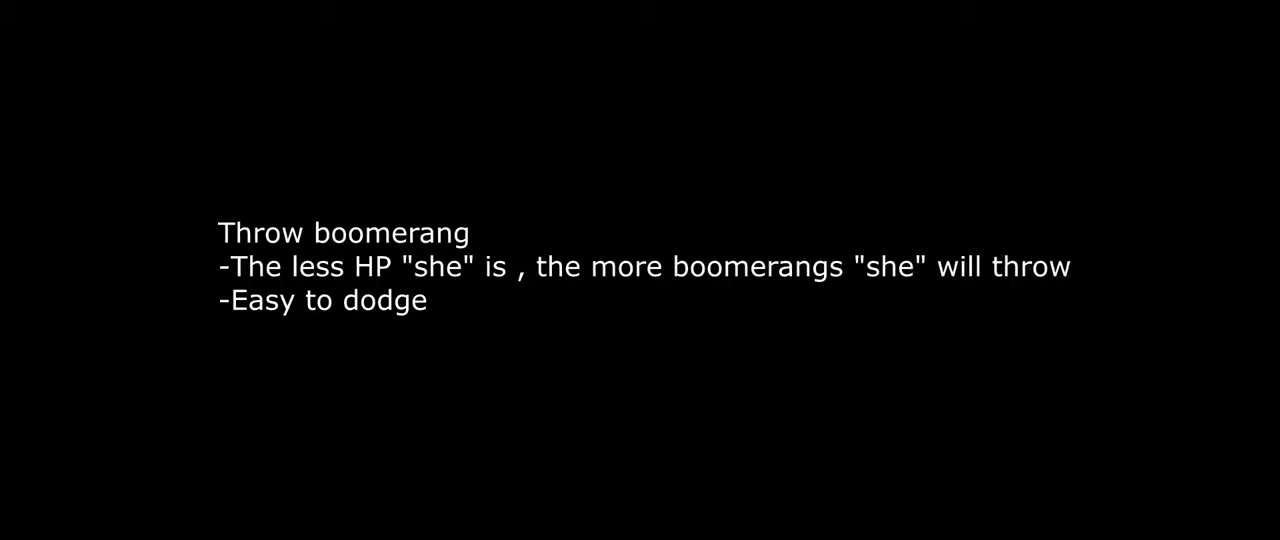 Throw boomerang
-The less HP "she" is , the more boomerangs "she" will throw
-Easy to dodge